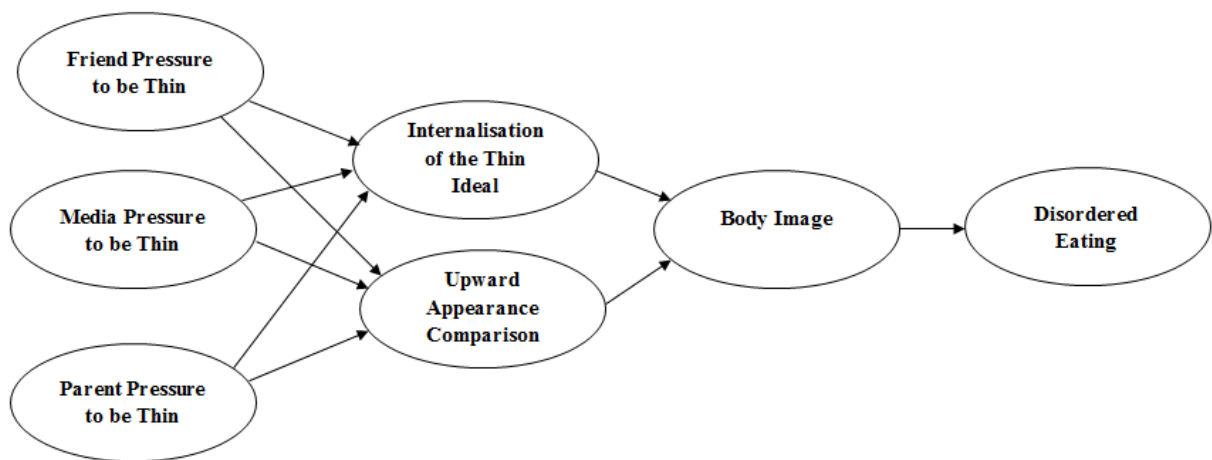 Friend Pressure
to be Thin
Internalisation
of the Thin
Ideal
Media Pressure
to be Thin
Body Image
Disordered
Eating
Upward
Appearance
Comparison
Parent Pressure
to be Thin